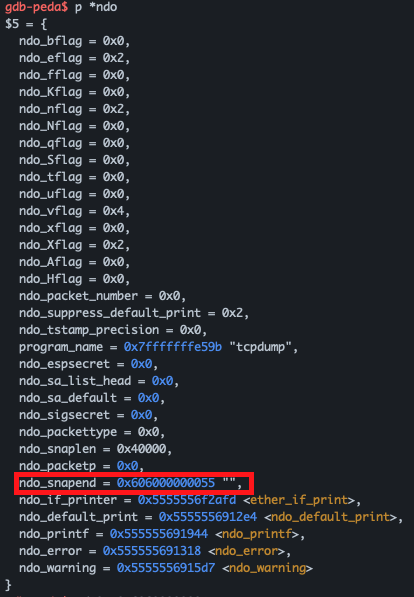 gdb-peda$ p *ndo
$5 = {
ndo_bflag = 0x0,
ndo_eflag = 0x2,
ndo_fflag = 0x0,
ndo_Kflag = 0x0,
ndo_nflag = 0x2,
ndo_Nflag = 0x0,
ndo_qflag = 0x0,
ndo_Sflag = 0x0,
ndo_tflag = 0x0,
ndo_uflag = 0x0,
ndo_vflag = 0x4,
ndo_xflag = 0x0,
ndo_Xflag = 0x2,
ndo_Aflag = 0x0,
ndo_Hflag = 0x0,
ndo_packet_number = 0x0,
ndo_suppress_default_print = 0x2,
ndo_tstamp_precision = 0x0,
program_name = 0x7fffffffe59b "tcpdump",
ndo_espsecret = 0x0,
ndo_sa_list_head = 0x0,
ndo_sa_default = 0x0,
ndo_sigsecret = 0x0,
ndo_packettype = 0x0,
ndo_snaplen = 0x40000,
ndo_packetp = 0x0,
ndo_snapend = 0x606000000055 "",
ndo_if_printer = 0x5555556f2afd <ether_if_print>,
ndo_default_print = 0x5555556912e4 <ndo_default_print>,
ndo_printf = 0x555555691944 <ndo_printf>,
ndo_error = 0x555555691318 <ndo_error>,
ndo_warning = 0x5555556915d7 <ndo_warning>
}